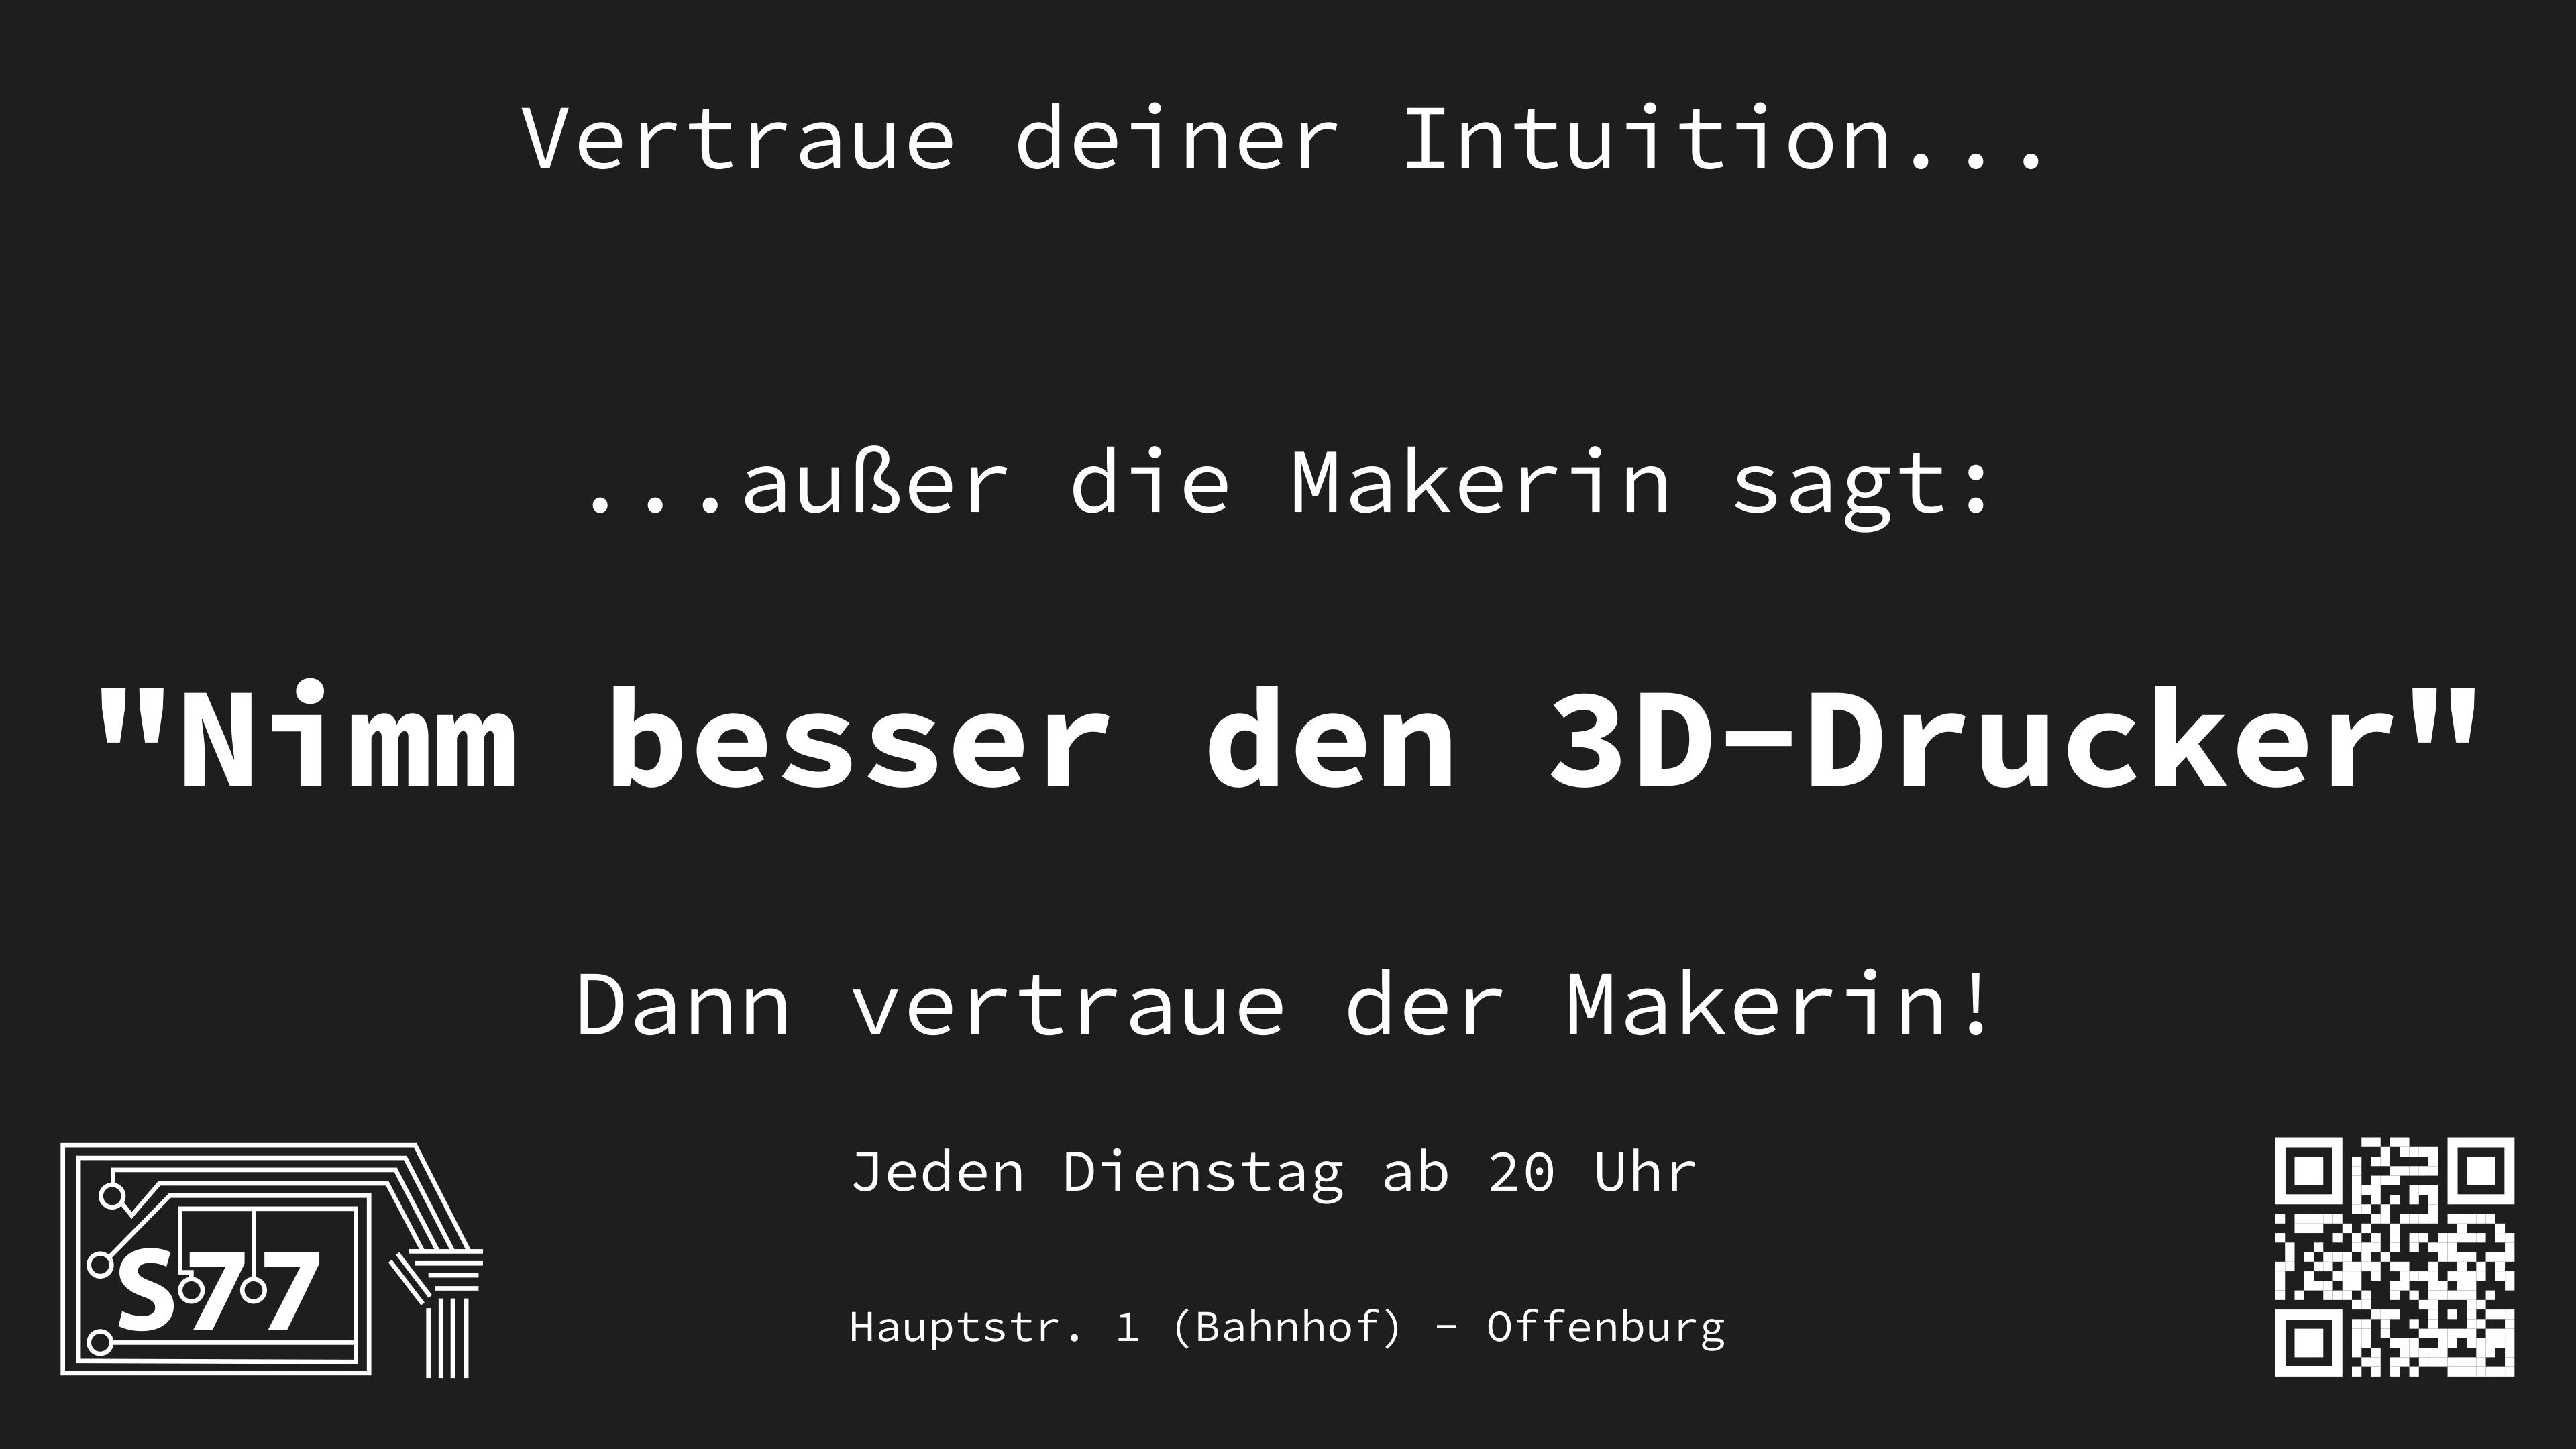 Vertraue deiner Intuition...
...außer die Makerin sagt:
"Nimm besser den 3D-Drucker"
Dann vertraue der Makerin!
Jeden Dienstag ab 20 Uhr
Hauptstr. 1 (Bahnhof) - Offenburg
S77